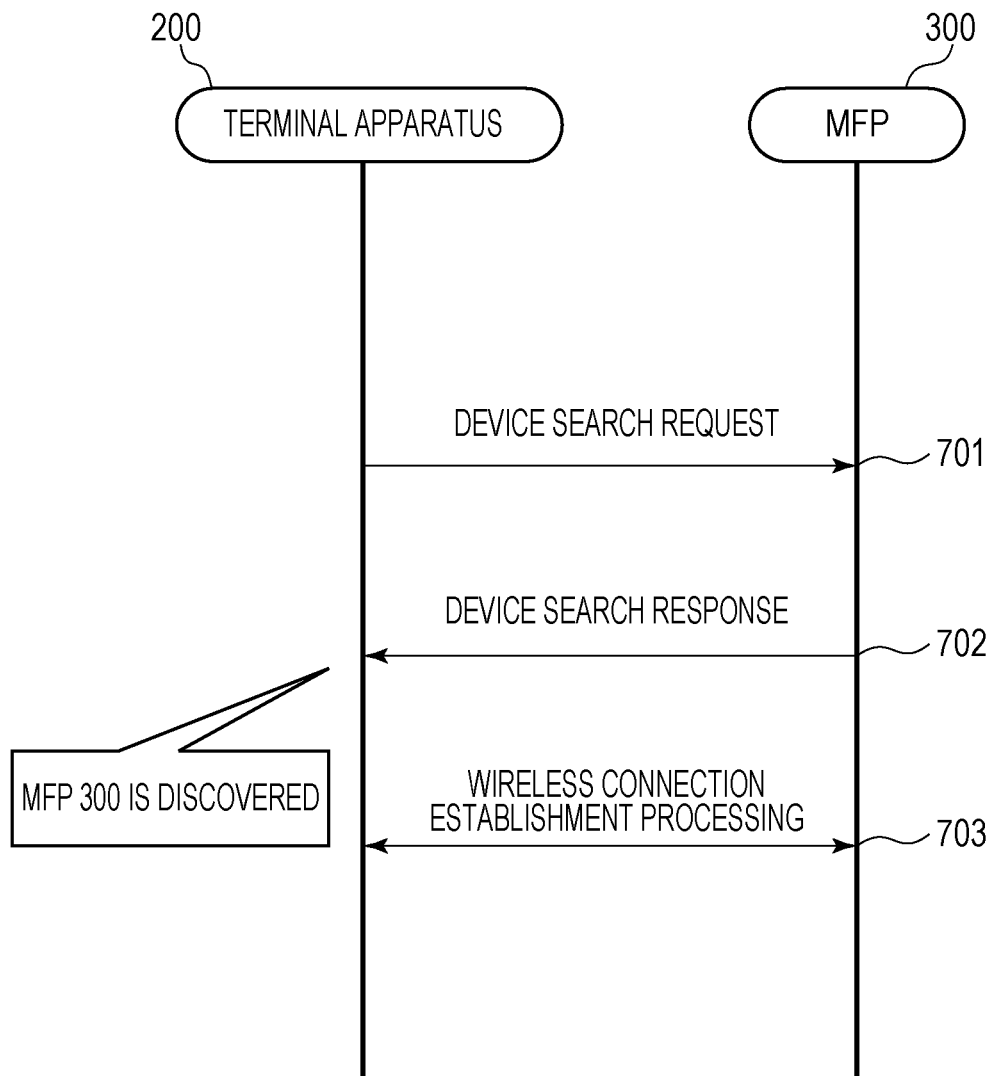 200
300
TERMINAL APPARATUS
MFP
DEVICE SEARCH REQUEST
701
DEVICE SEARCH RESPONSE
702
MFP 300 IS DISCOVERED
WIRELESS CONNECTION
ESTABLISHMENT PROCESSING
703